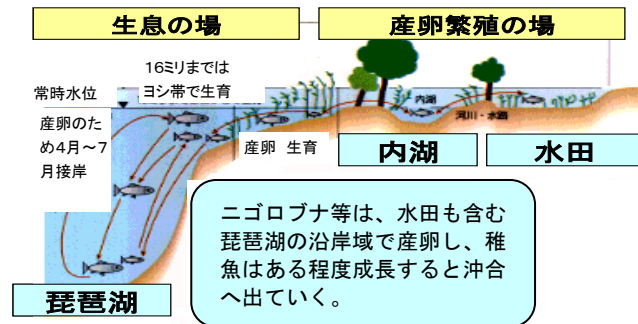 生息の場
産卵繁殖の場
16ミリまでは
ヨシ帯で生育
常時水位
産卵のた
め4月～7
月接岸
産卵 生育
内湖
河川・水路
内湖
水田
琵琶湖
ニゴロブナ等は、水田も含む
琵琶湖の沿岸域で産卵し、稚
魚はある程度成長すると沖合
へ出ていく。